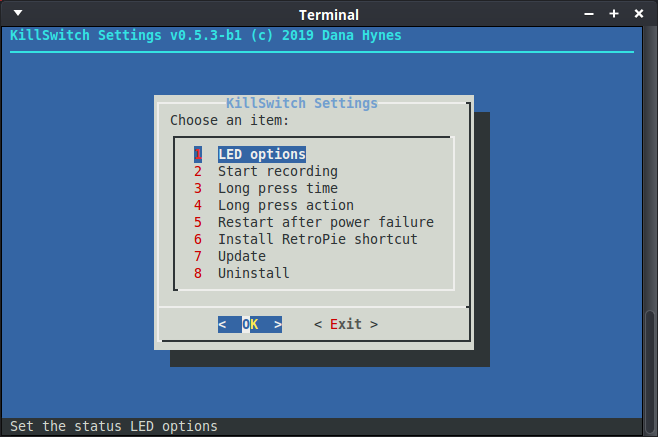 Terminal
KillSwitch Settings v0.5.3-b1 (c) 2019 Dana Hynes
KillSwitch Settings
Choose an item:
1 LED options
2 Start recording
3 Long press time
4 Long press action
5 Restart after power failure
6 Install RetroPie shortcut
7 Update
8 Uninstall
< OK > < Exit >
Set the status LED options